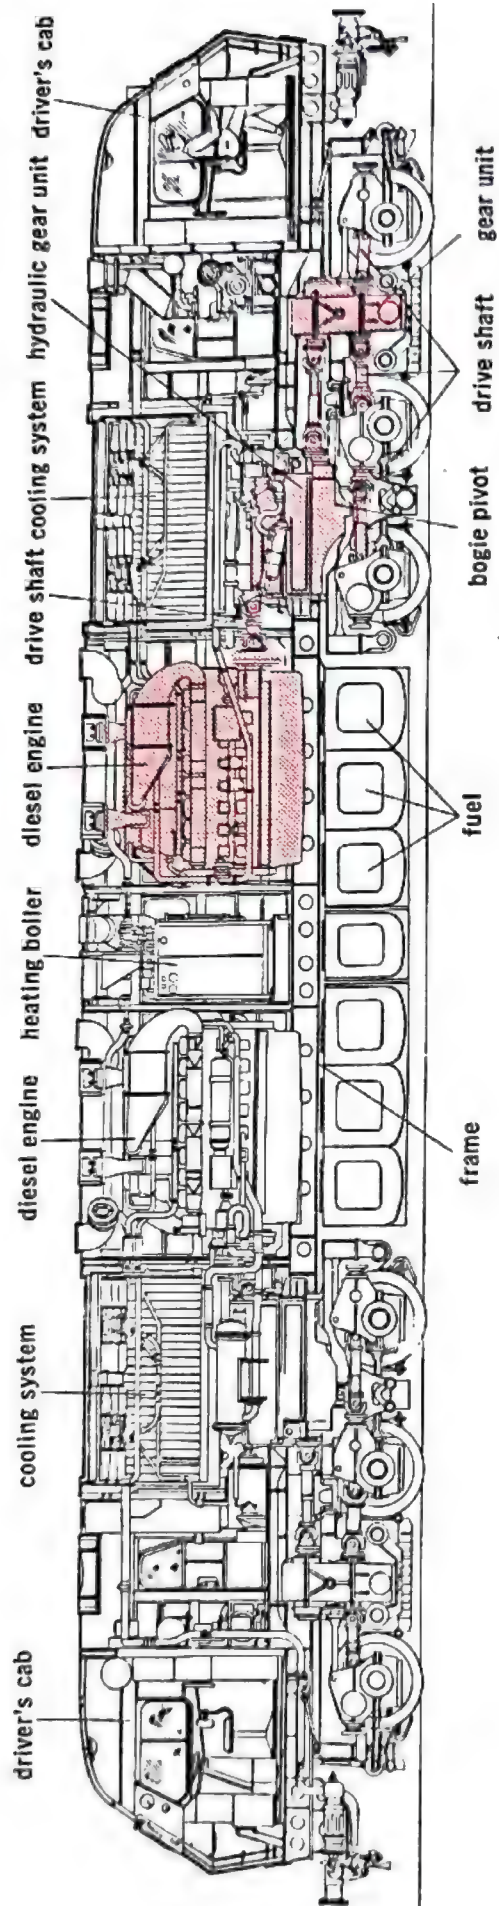 driver's cab
cooling system
diesel engine
heating boiler
diesel engine
drive shaft
cooling system
hydraulic gear unit
driver's cab
frame
fuel
bogie pivot
drive shaft
gear unit